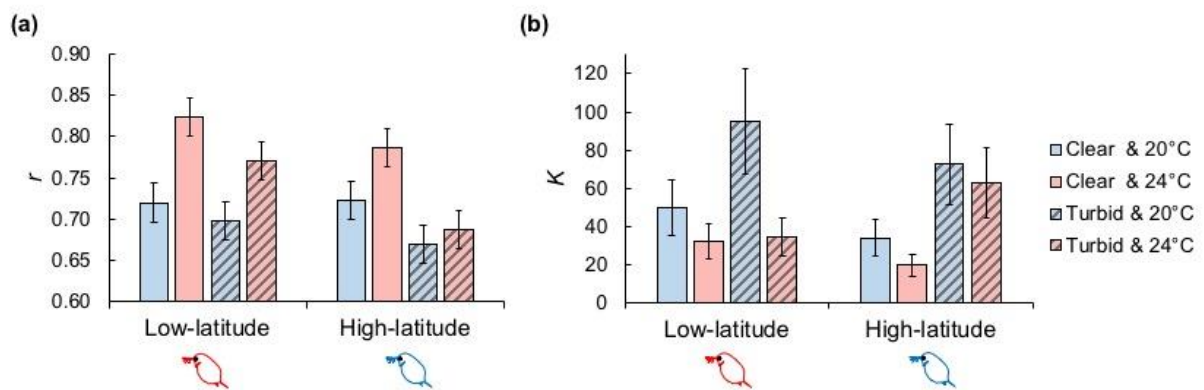 (a)
0.90
0.85
0.80
0.75
0.70
0.65
0.60
r
Low-latitude High-latitude
(b)
120
100
80
60
40
20
0
K
Low-latitude High-latitude
Clear & 20°C
Clear & 24°C
Turbid & 20°C
Turbid & 24°C